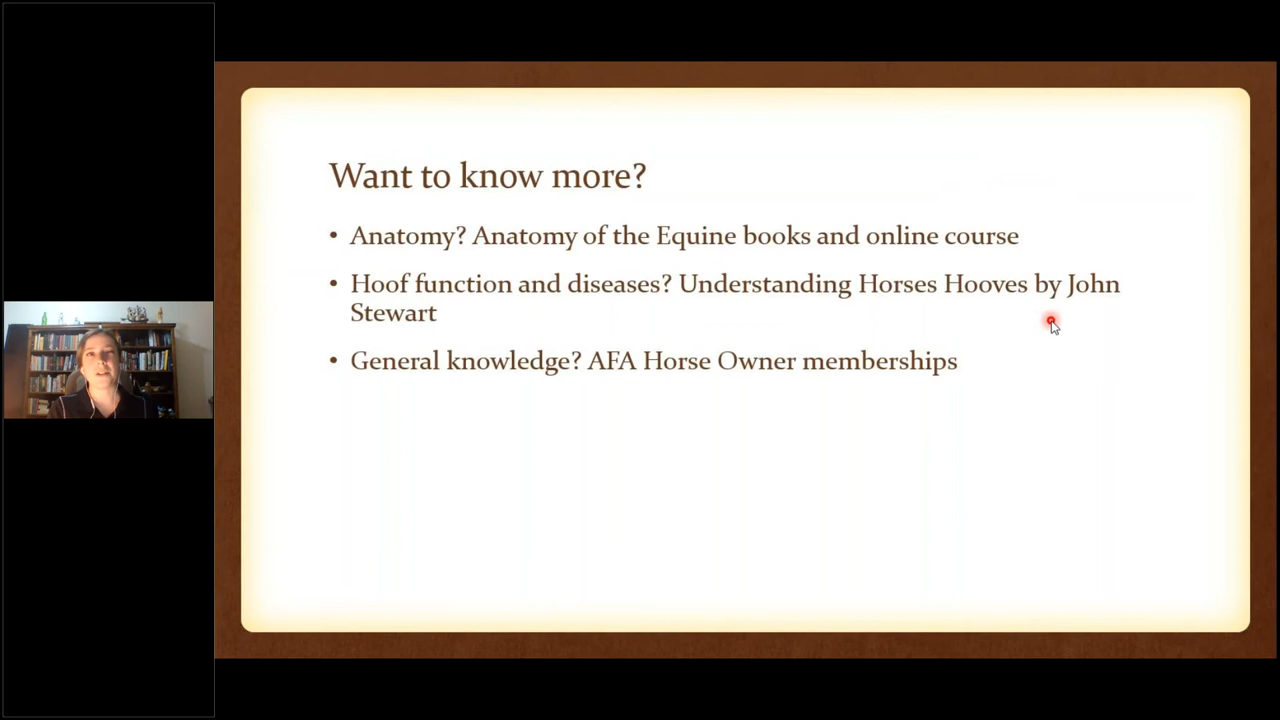 Want to know more?
• Anatomy? Anatomy of the Equine books and online course
• Hoof function and diseases? Understanding Horses Hooves by John
Stewart
• General knowledge? AFA Horse Owner memberships